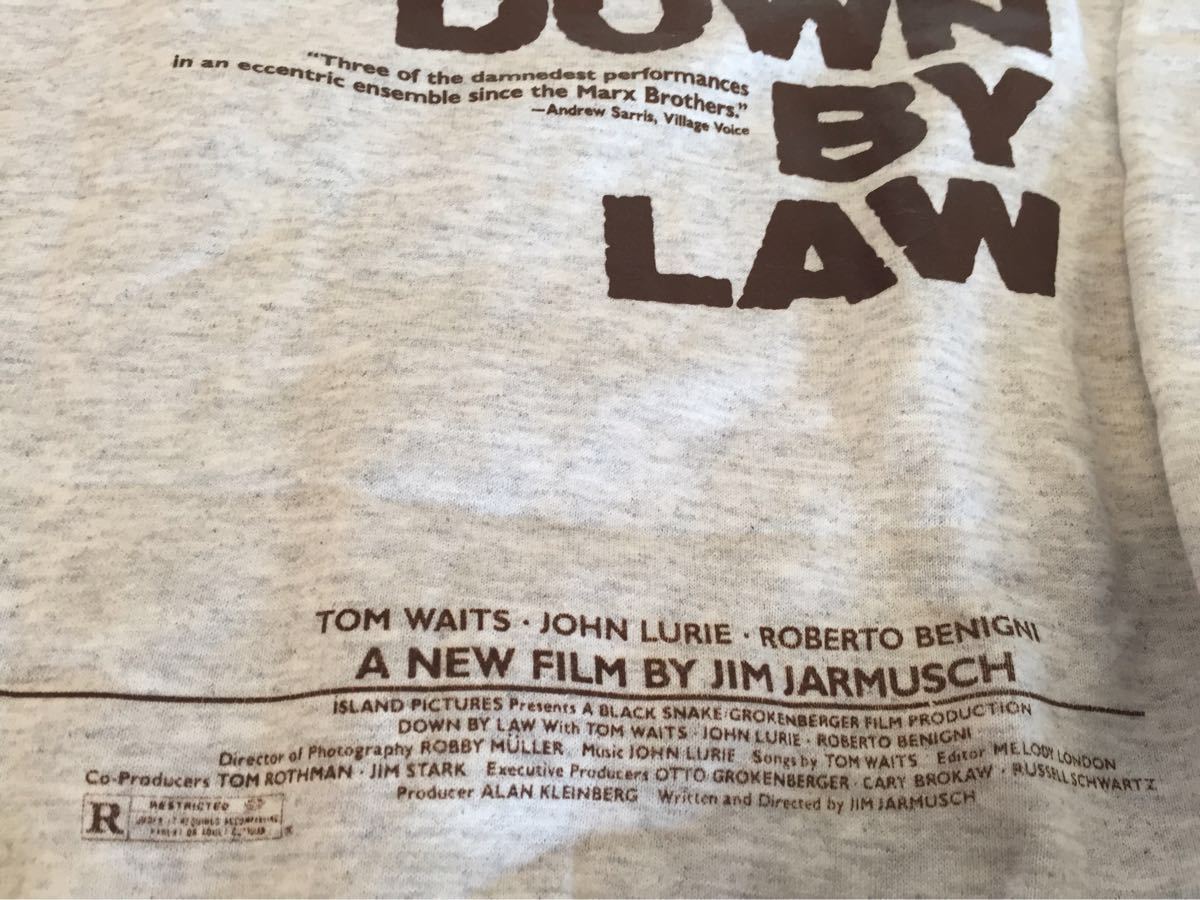 DOWN
BY
LAW
"Three of the damnedest performances
in an eccentric ensemble since the Marx Brothers."
—Andrew Sarris, Village Voice
TOM WAITS · JOHN LURIE · ROBERTO BENIGNI
A NEW FILM BY JIM JARMUSCH
ISLAND PICTURES Presents A BLACK SNAKE/GROKENBERGER FILM PRODUCTION
DOWN BY LAW With TOM WAITS · JOHN LURIE · ROBERTO BENIGNI
Director of Photography ROBBY MÜLLER Music JOHN LURIE Songs by TOM WAITS Editor MELODY LONDON
Co-Producers TOM ROTHMAN · JIM STARK Executive Producers OTTO GROKENBERGER · CARY BROKAW · RUSSELL SCHWARTZ
Producer ALAN KLEINBERG Written and Directed by JIM JARMUSCH
R RESTRICTED